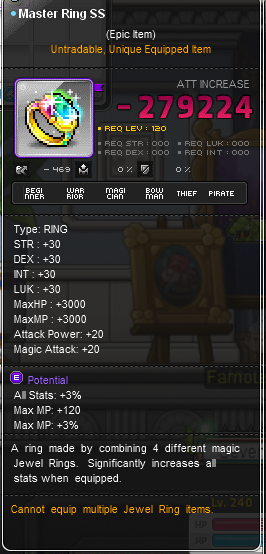 Master Ring SS
(Epic Item)
Untradable, Unique Equipped Item
ATT INCREASE
- 279224
REQ LEV : 120
REQ STR : 000
REQ LUK : 000
REQ DEX : 000
REQ INT : 000
- 469
0 %
0 %
BEGINNER
WARRIOR
MAGICIAN
BOWMAN
THIEF
PIRATE
Type: RING
STR : +30
DEX : +30
INT : +30
LUK : +30
MaxHP : +3000
MaxMP : +3000
Attack Power: +20
Magic Attack: +20
E Potential
All Stats: +3%
Max MP: +120
Max MP: +3%
A ring made by combining 4 different magic
Jewel Rings. Significantly increases all
stats when equipped.
Cannot equip multiple Jewel Ring items.
Lv. 240
HP
MP